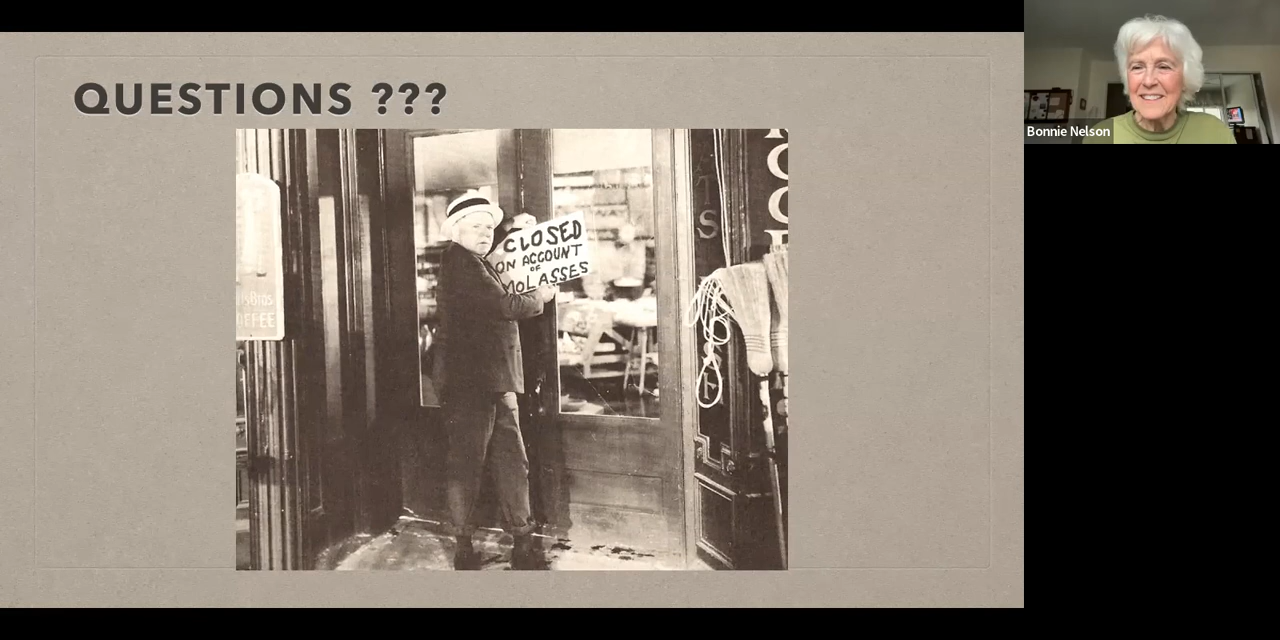 QUESTIONS ???
Bonnie Nelson
CLOSED
ON ACCOUNT
OF
MOLASSES